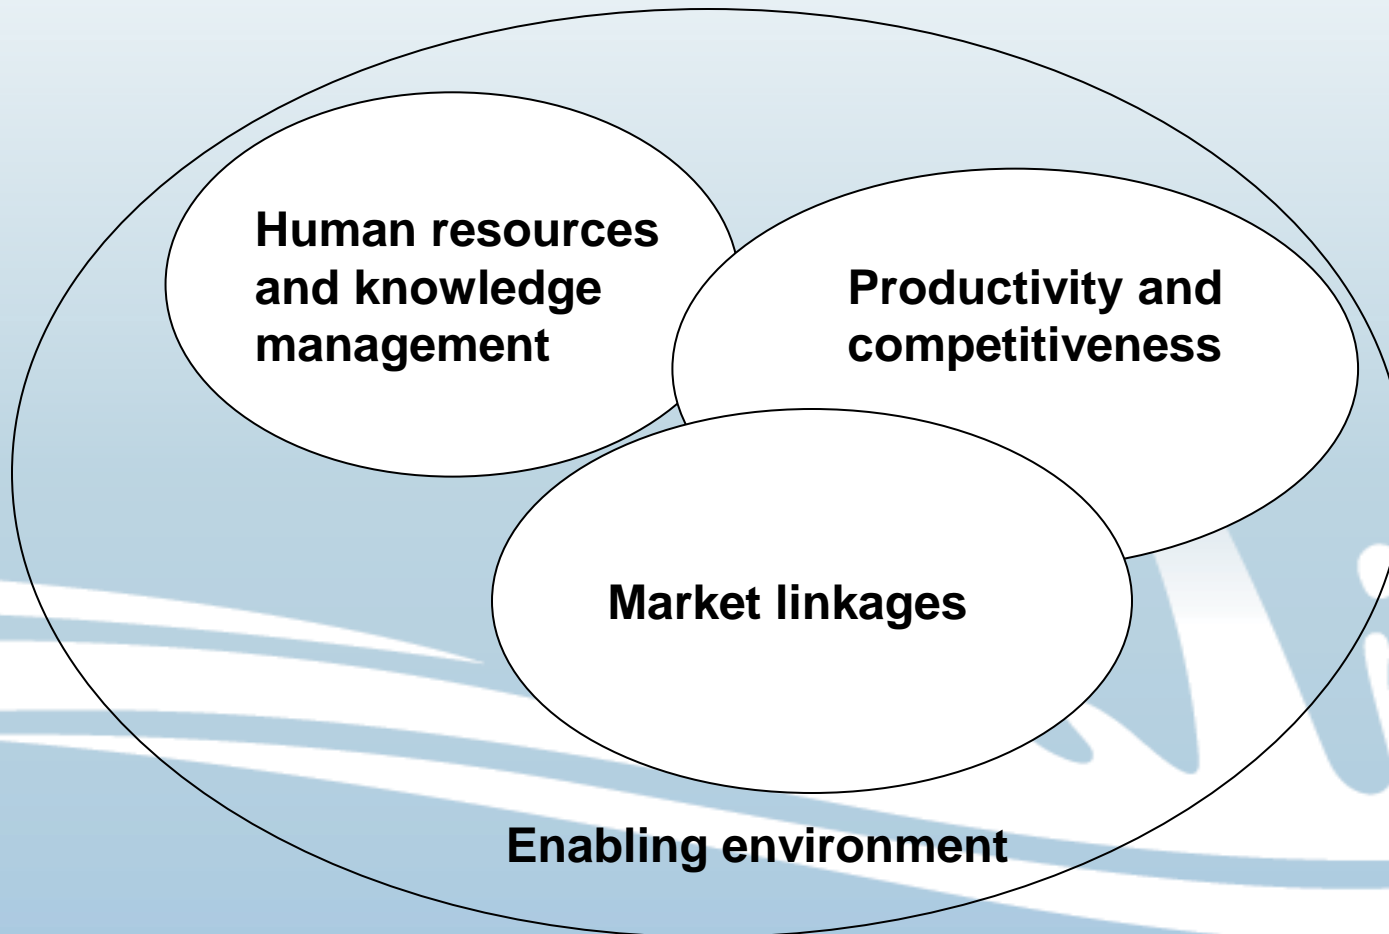 Human resources
and knowledge
management
Productivity and
competitiveness
Market linkages
Enabling environment